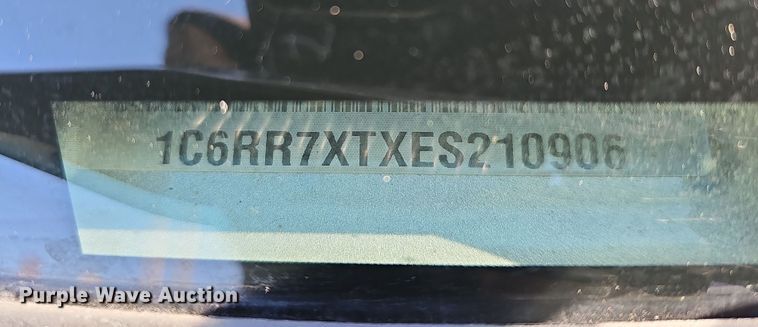 1C6RR7XTXES210906
Purple Wave Auction